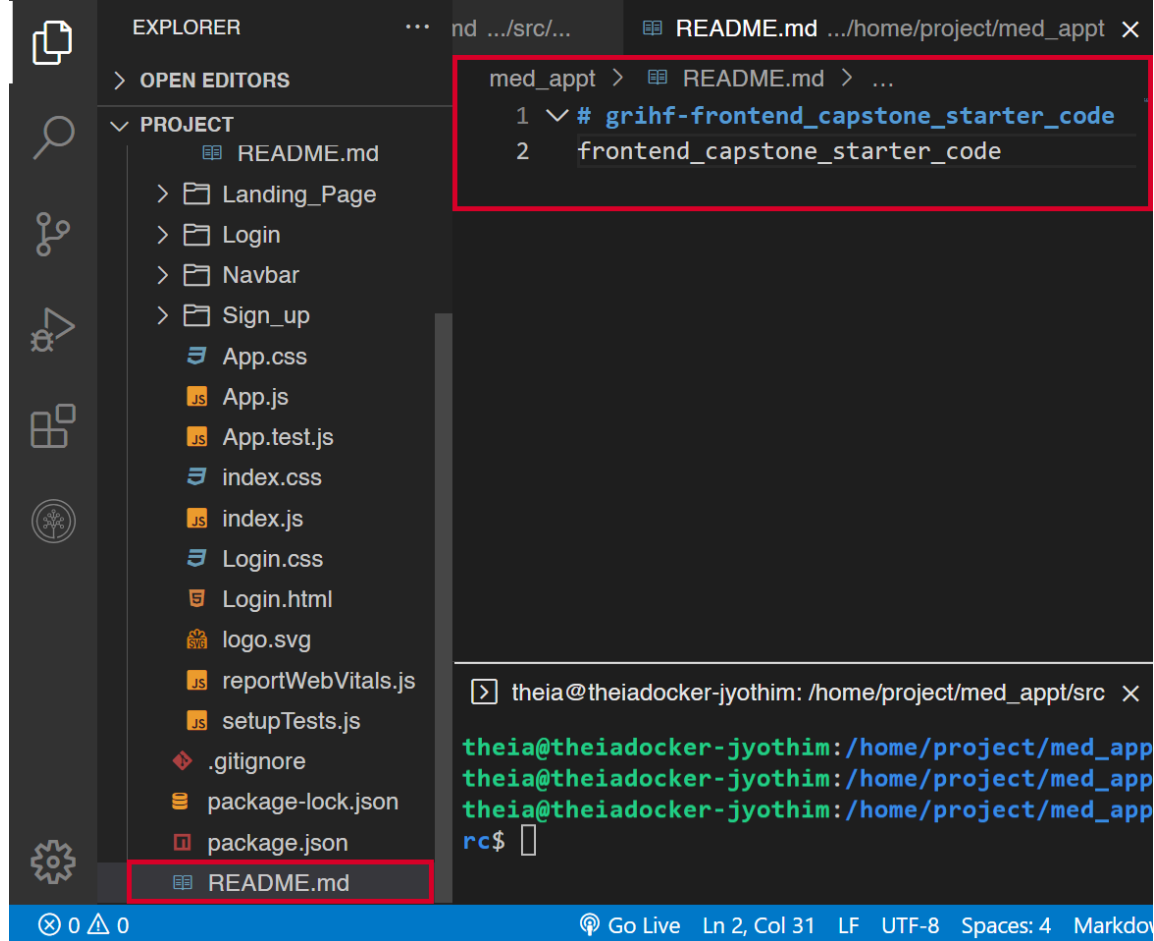 EXPLORER ···
OPEN EDITORS
PROJECT
README.md
Landing_Page
Login
Navbar
Sign_up
App.css
App.js
App.test.js
index.css
index.js
Login.css
Login.html
logo.svg
reportWebVitals.js
setupTests.js
.gitignore
package-lock.json
package.json
README.md
nd .../src/... README.md .../home/project/med_appt
med_appt > README.md > ...
1 # grihf-frontend_capstone_starter_code
2 frontend_capstone_starter_code
theia@theiadocker-jyothim: /home/project/med_appt/src
theia@theiadocker-jyothim:/home/project/med_app
theia@theiadocker-jyothim:/home/project/med_app
theia@theiadocker-jyothim:/home/project/med_app
rc$
0 0 Go Live Ln 2, Col 31 LF UTF-8 Spaces: 4 Markdov